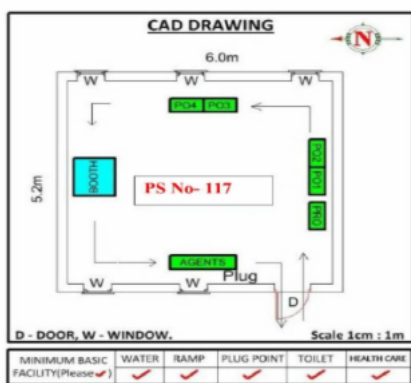 CAD DRAWING
N
6.0m
W W W
PO4 PO3
5.2m
BOOTH
PS No- 117
PO2
PO1
PRO
AGENTS
Plug
W W
D
D - DOOR, W - WINDOW. Scale 1cm : 1m
MINIMUM BASIC FACILITY(Please✓) WATER RAMP PLUG POINT TOILET HEALTH CARE
✓ ✓ ✓ ✓ ✓